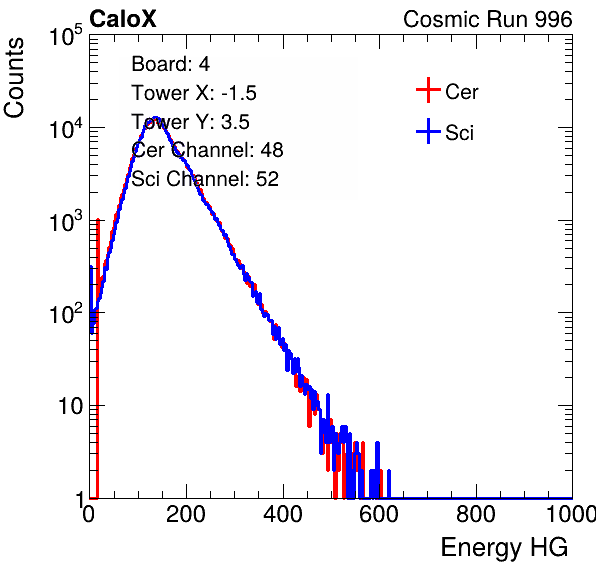 CaloX Cosmic Run 996
Counts
10^5
10^4
10^3
10^2
10
1
Board: 4
Tower X: -1.5
Tower Y: 3.5
Cer Channel: 48
Sci Channel: 52
Cer
Sci
0 200 400 600 800 1000
Energy HG